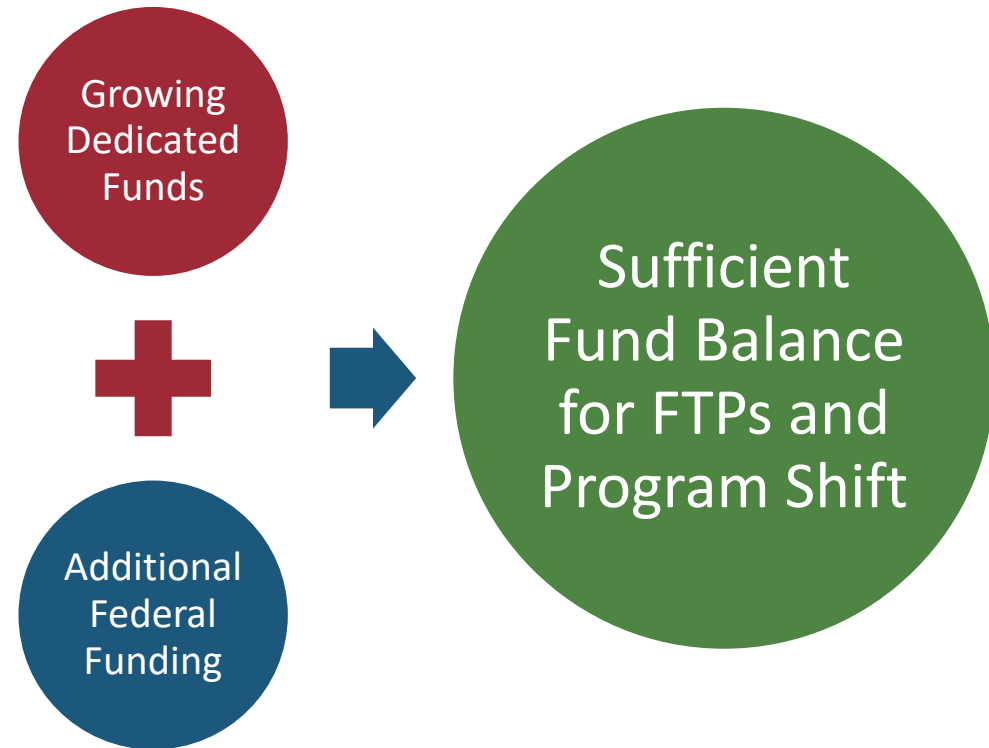 Growing
Dedicated
Funds
Additional
Federal
Funding
Sufficient
Fund Balance
for FTPs and
Program Shift